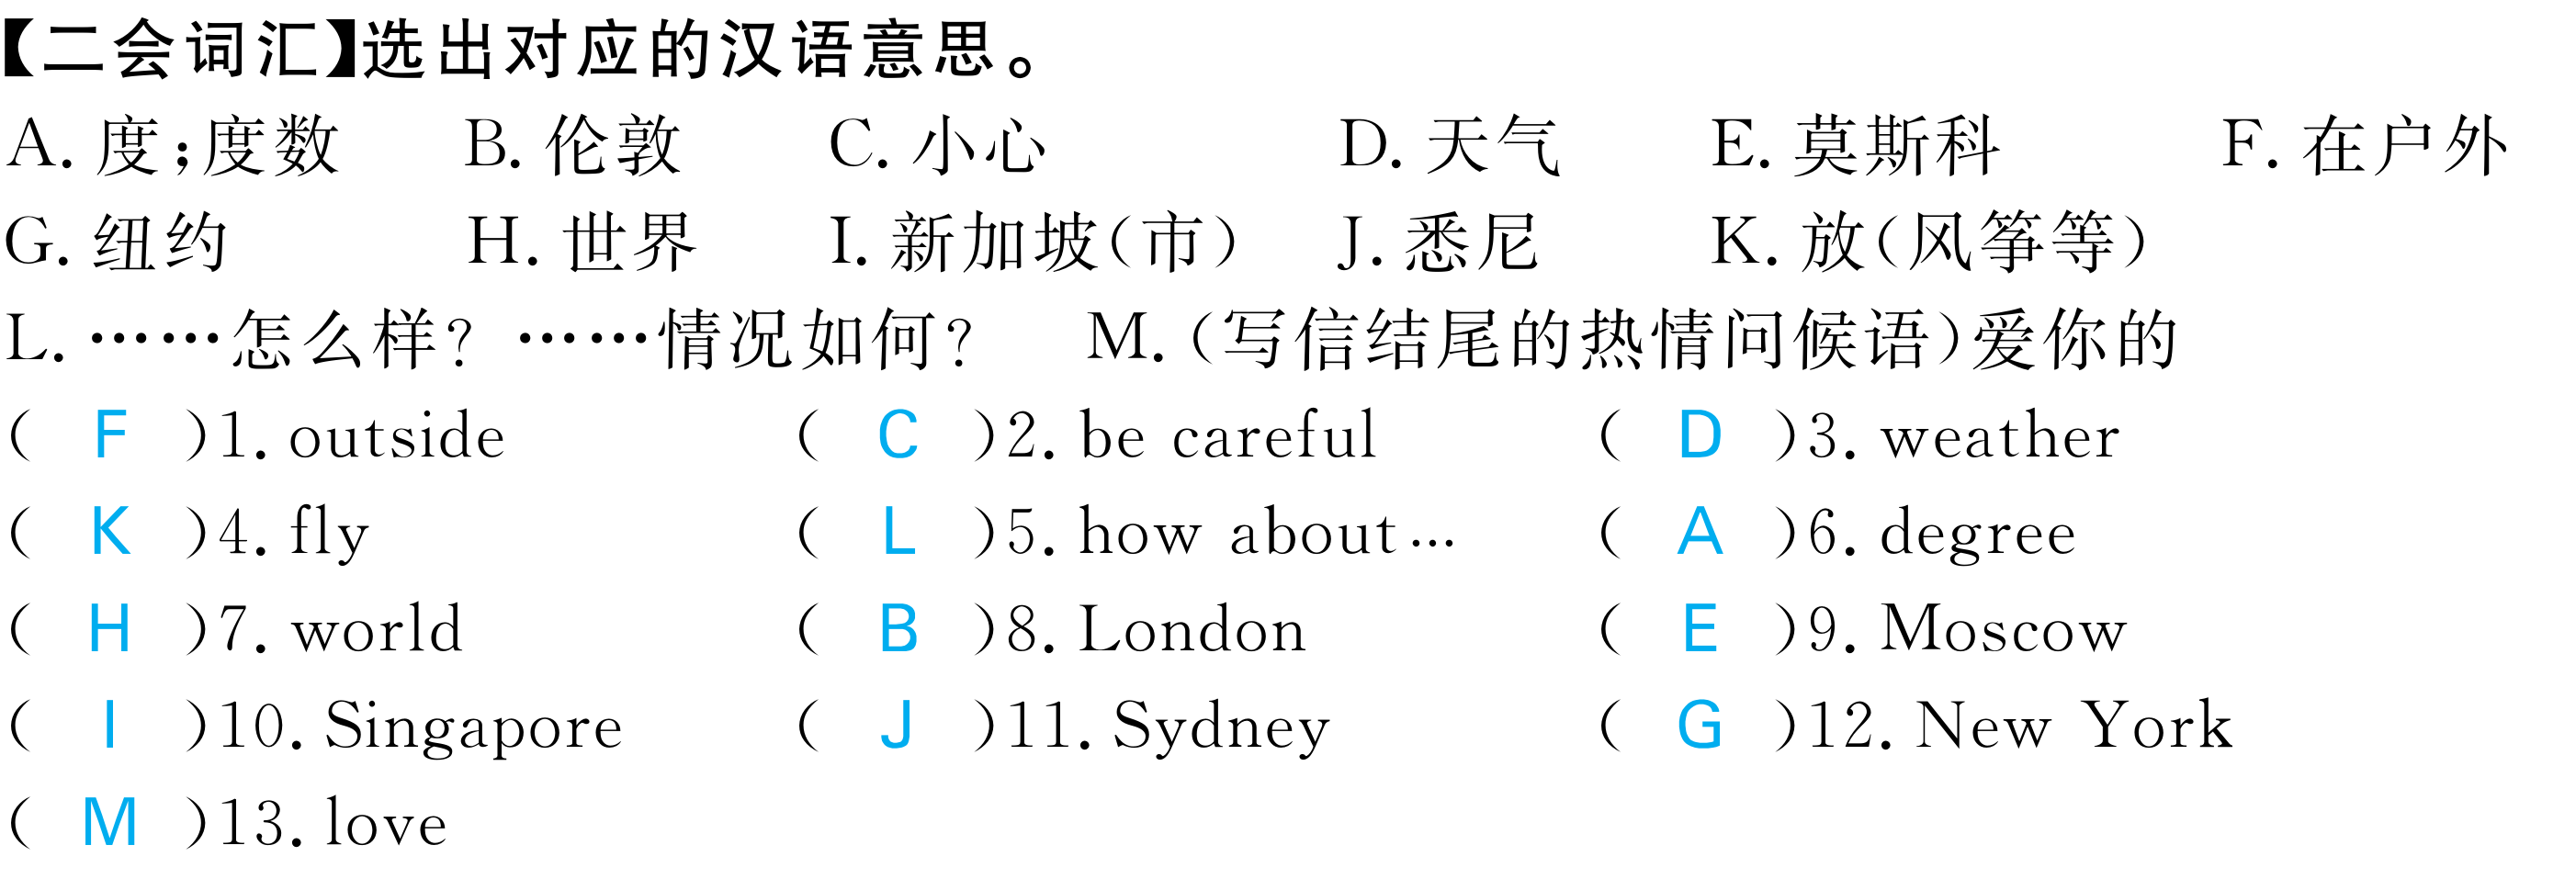 【二会词汇】选出对应的汉语意思。
A. 度;度数 B. 伦敦 C. 小心 D. 天气 E. 莫斯科 F. 在户外
G. 纽约 H. 世界 I. 新加坡(市) J. 悉尼 K. 放(风筝等)
L. ……怎么样? ……情况如何? M. (写信结尾的热情问候语)爱你的
( F )1. outside ( C )2. be careful ( D )3. weather
( K )4. fly ( L )5. how about… ( A )6. degree
( H )7. world ( B )8. London ( E )9. Moscow
( I )10. Singapore ( J )11. Sydney ( G )12. New York
( M )13. love